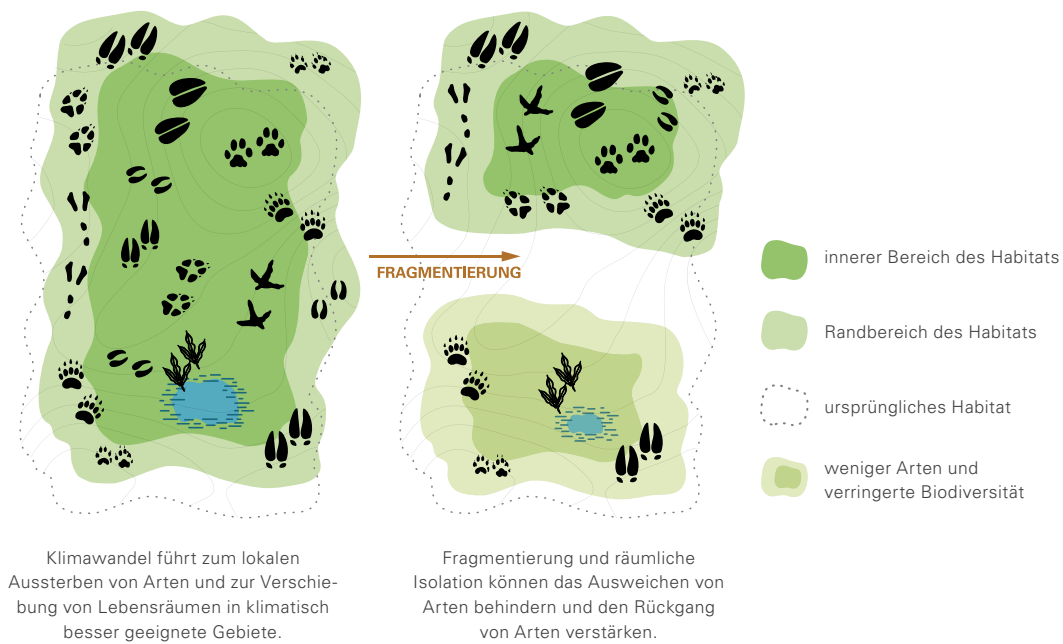 FRAGMENTIERUNG
innerer Bereich des Habitats
Randbereich des Habitats
ursprüngliches Habitat
weniger Arten und
verringerte Biodiversität
Klimawandel führt zum lokalen
Aussterben von Arten und zur Verschie-
bung von Lebensräumen in klimatisch
besser geeignete Gebiete.
Fragmentierung und räumliche
Isolation können das Ausweichen von
Arten behindern und den Rückgang
von Arten verstärken.